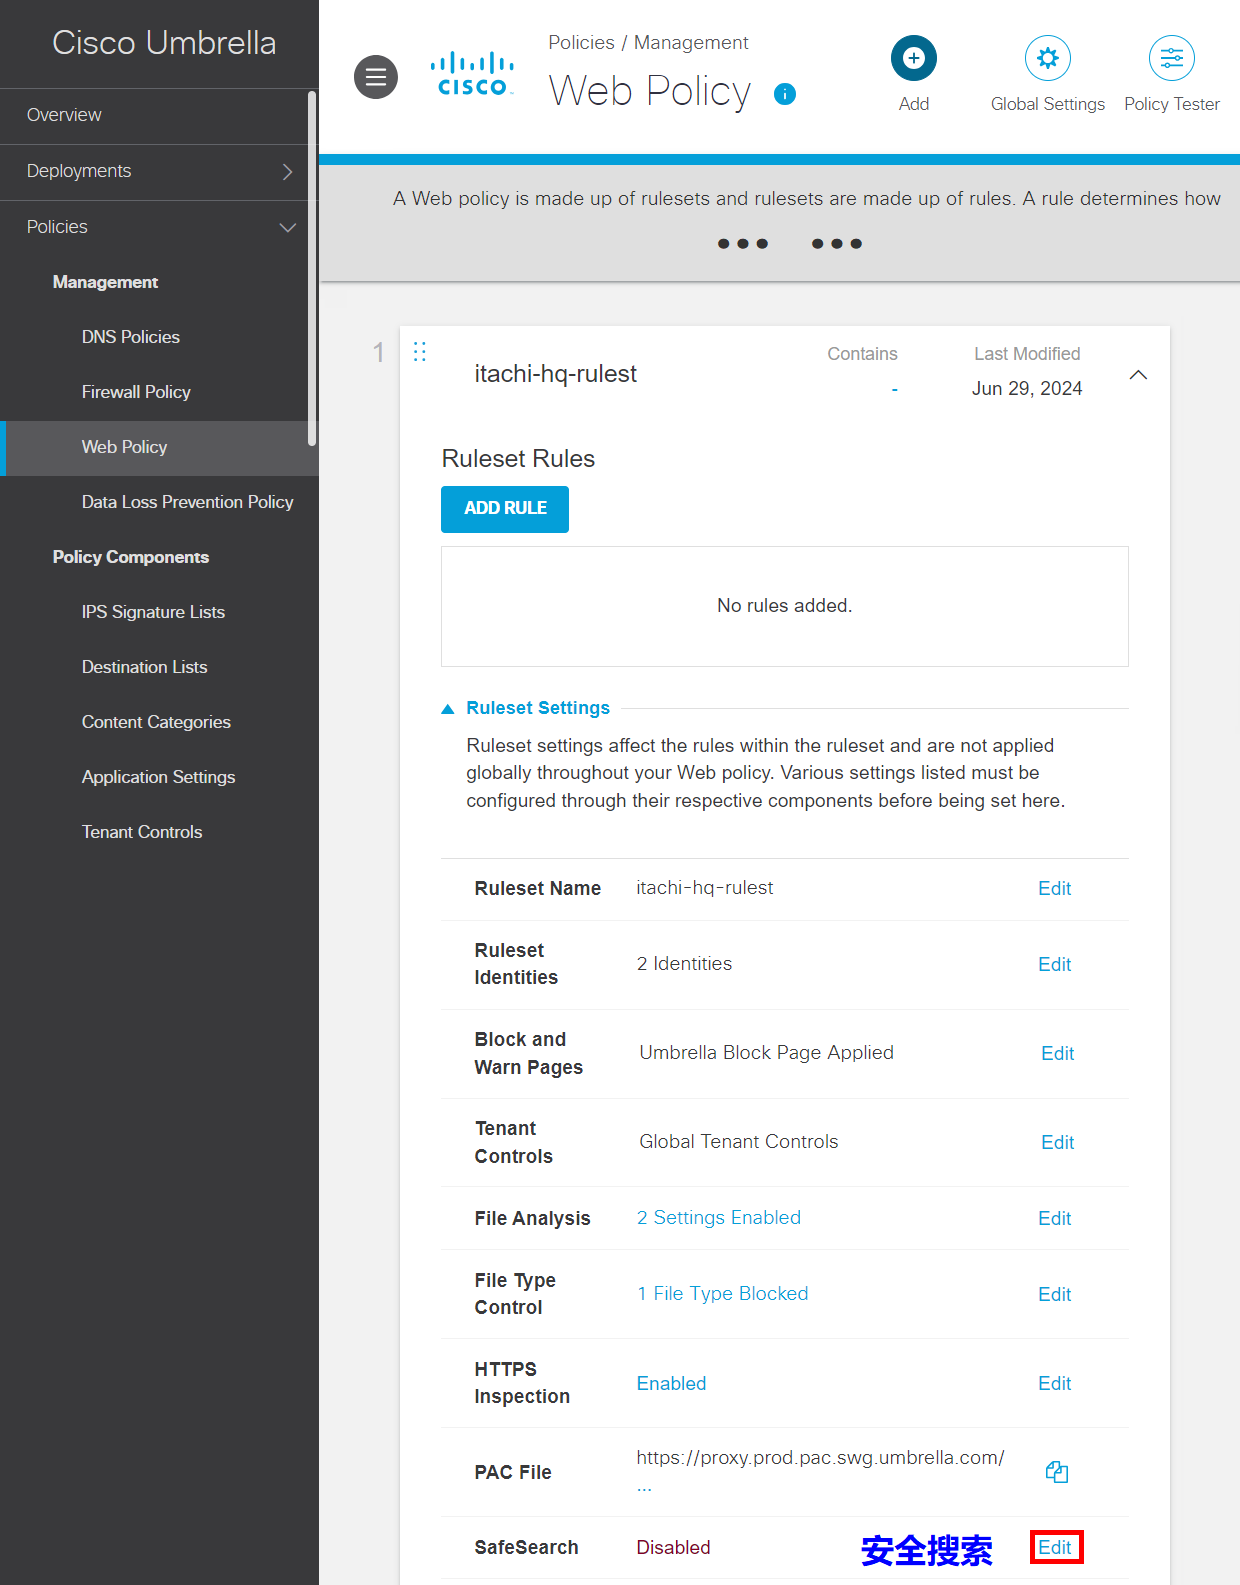 Cisco Umbrella
Overview
Deployments
Policies
Management
DNS Policies
Firewall Policy
Web Policy
Data Loss Prevention Policy
Policy Components
IPS Signature Lists
Destination Lists
Content Categories
Application Settings
Tenant Controls
CISCO
Policies / Management
Web Policy
i
Add
Global Settings
Policy Tester
A Web policy is made up of rulesets and rulesets are made up of rules. A rule determines how
1
itachi-hq-rulest
Contains
-
Last Modified
Jun 29, 2024
Ruleset Rules
ADD RULE
No rules added.
Ruleset Settings
Ruleset settings affect the rules within the ruleset and are not applied
globally throughout your Web policy. Various settings listed must be
configured through their respective components before being set here.
Ruleset Name
itachi-hq-rulest
Edit
Ruleset
Identities
2 Identities
Edit
Block and
Warn Pages
Umbrella Block Page Applied
Edit
Tenant
Controls
Global Tenant Controls
Edit
File Analysis
2 Settings Enabled
Edit
File Type
Control
1 File Type Blocked
Edit
HTTPS
Inspection
Enabled
Edit
PAC File
https://proxy.prod.pac.swg.umbrella.com/
...
SafeSearch
Disabled
安全搜索
Edit